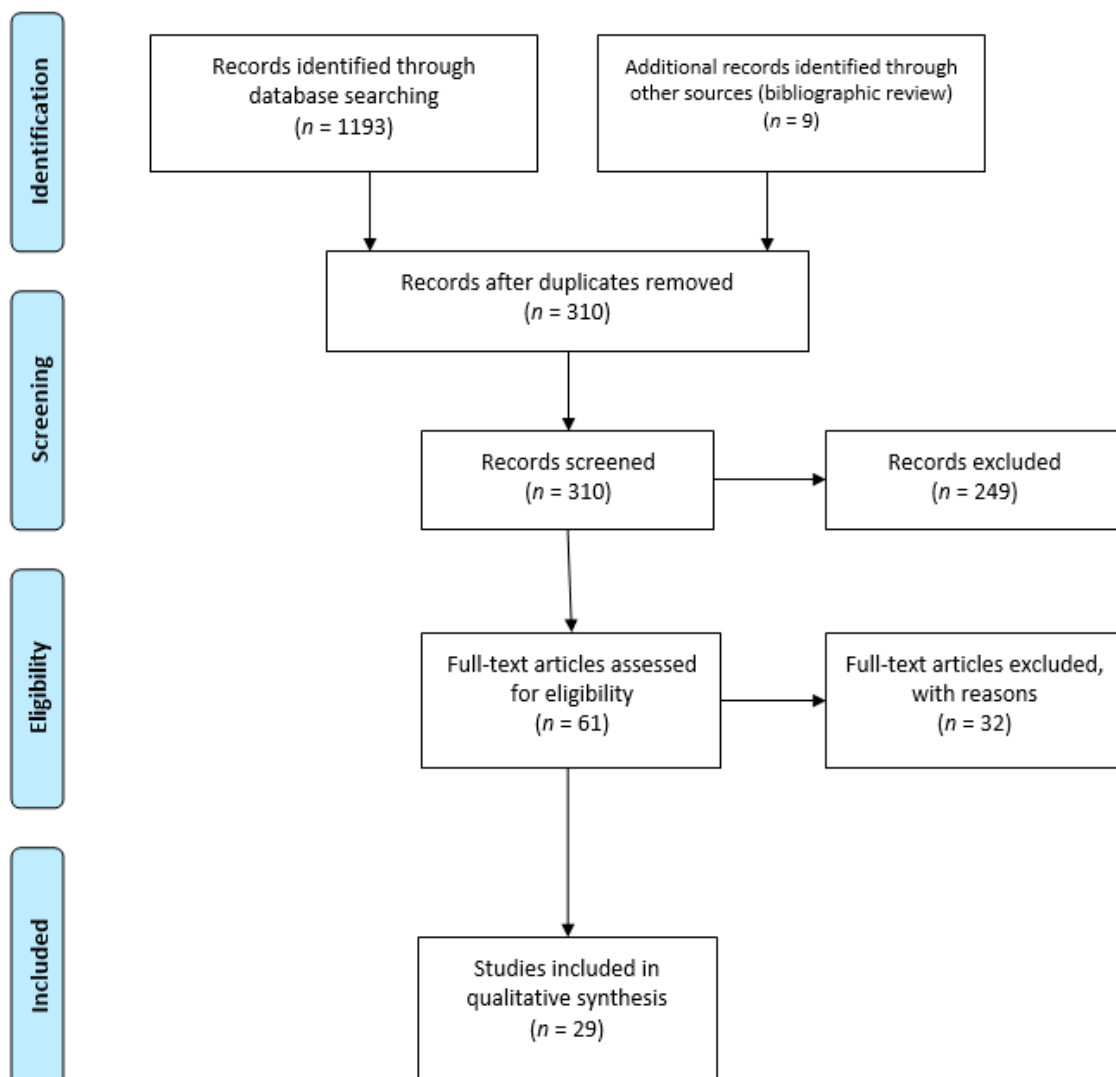 Identification
Records identified through
database searching
(n = 1193)
Additional records identified through
other sources (bibliographic review)
(n = 9)
Records after duplicates removed
(n = 310)
Screening
Records screened
(n = 310)
Records excluded
(n = 249)
Eligibility
Full-text articles assessed
for eligibility
(n = 61)
Full-text articles excluded,
with reasons
(n = 32)
Included
Studies included in
qualitative synthesis
(n = 29)